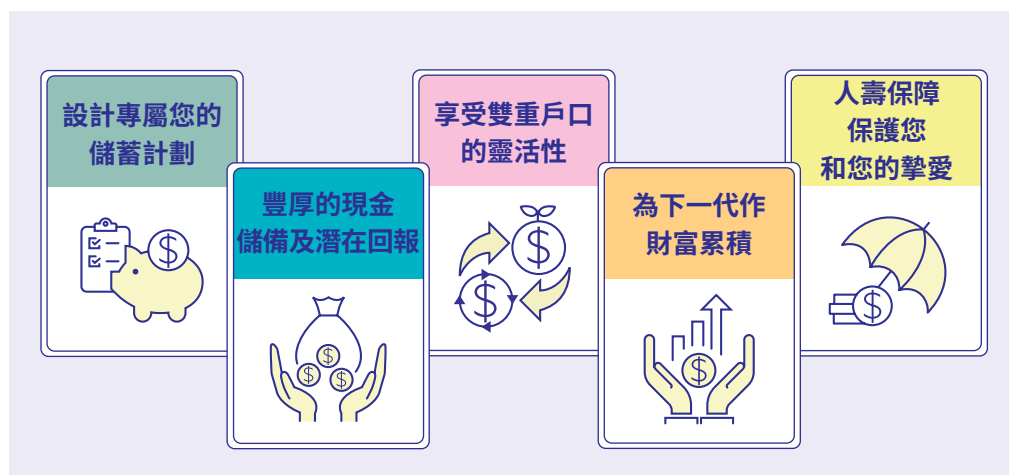 設計專屬您的
儲蓄計劃
豐厚的現金
儲備及潛在回報
享受雙重戶口
的靈活性
為下一代作
財富累積
人壽保障
保護您
和您的摯愛